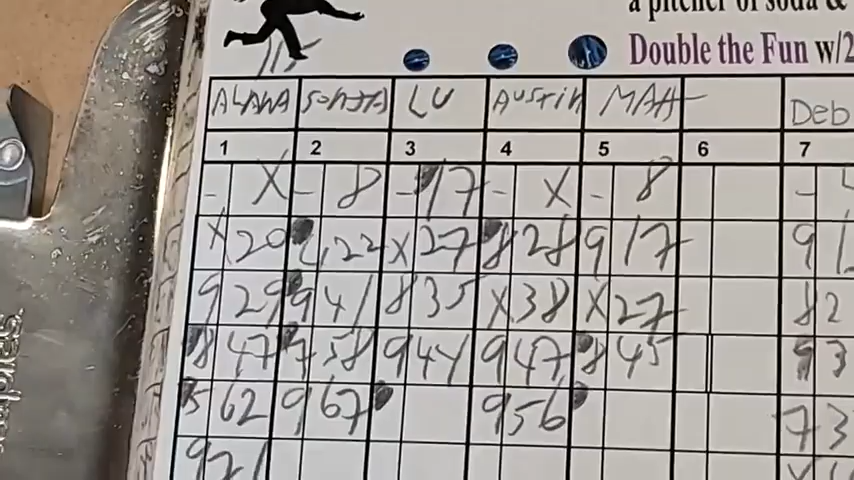 a pitcher of soda &
Double the Fun w/2
ALANA SONJA LU AUSTIN MATT Deb
1 2 3 4 5 6 7
- X - 8 - 17 - X - 8 -
X 20 22 X 27 8 28 9 17 9 1
9 29 9 41 8 35 X 38 X 27 8 2
8 47 7 58 9 44 9 47 8 45 9 3
5 62 9 67 9 56 7 3
9 71